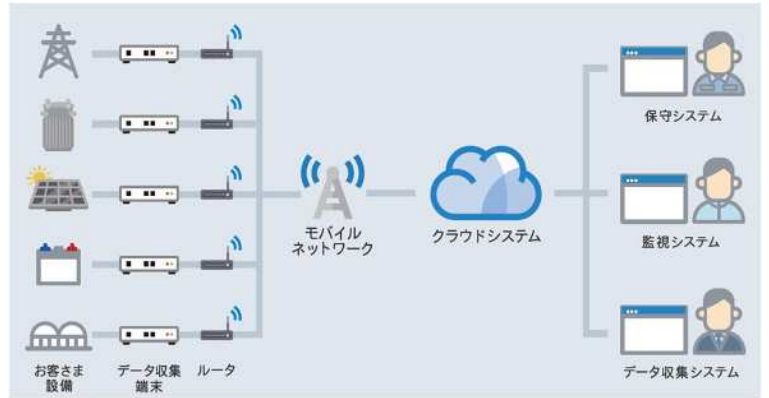 保守システム
監視システム
モバイル
ネットワーク
クラウドシステム
お客さま
設備
データ収集
端末
ルータ
データ収集システム